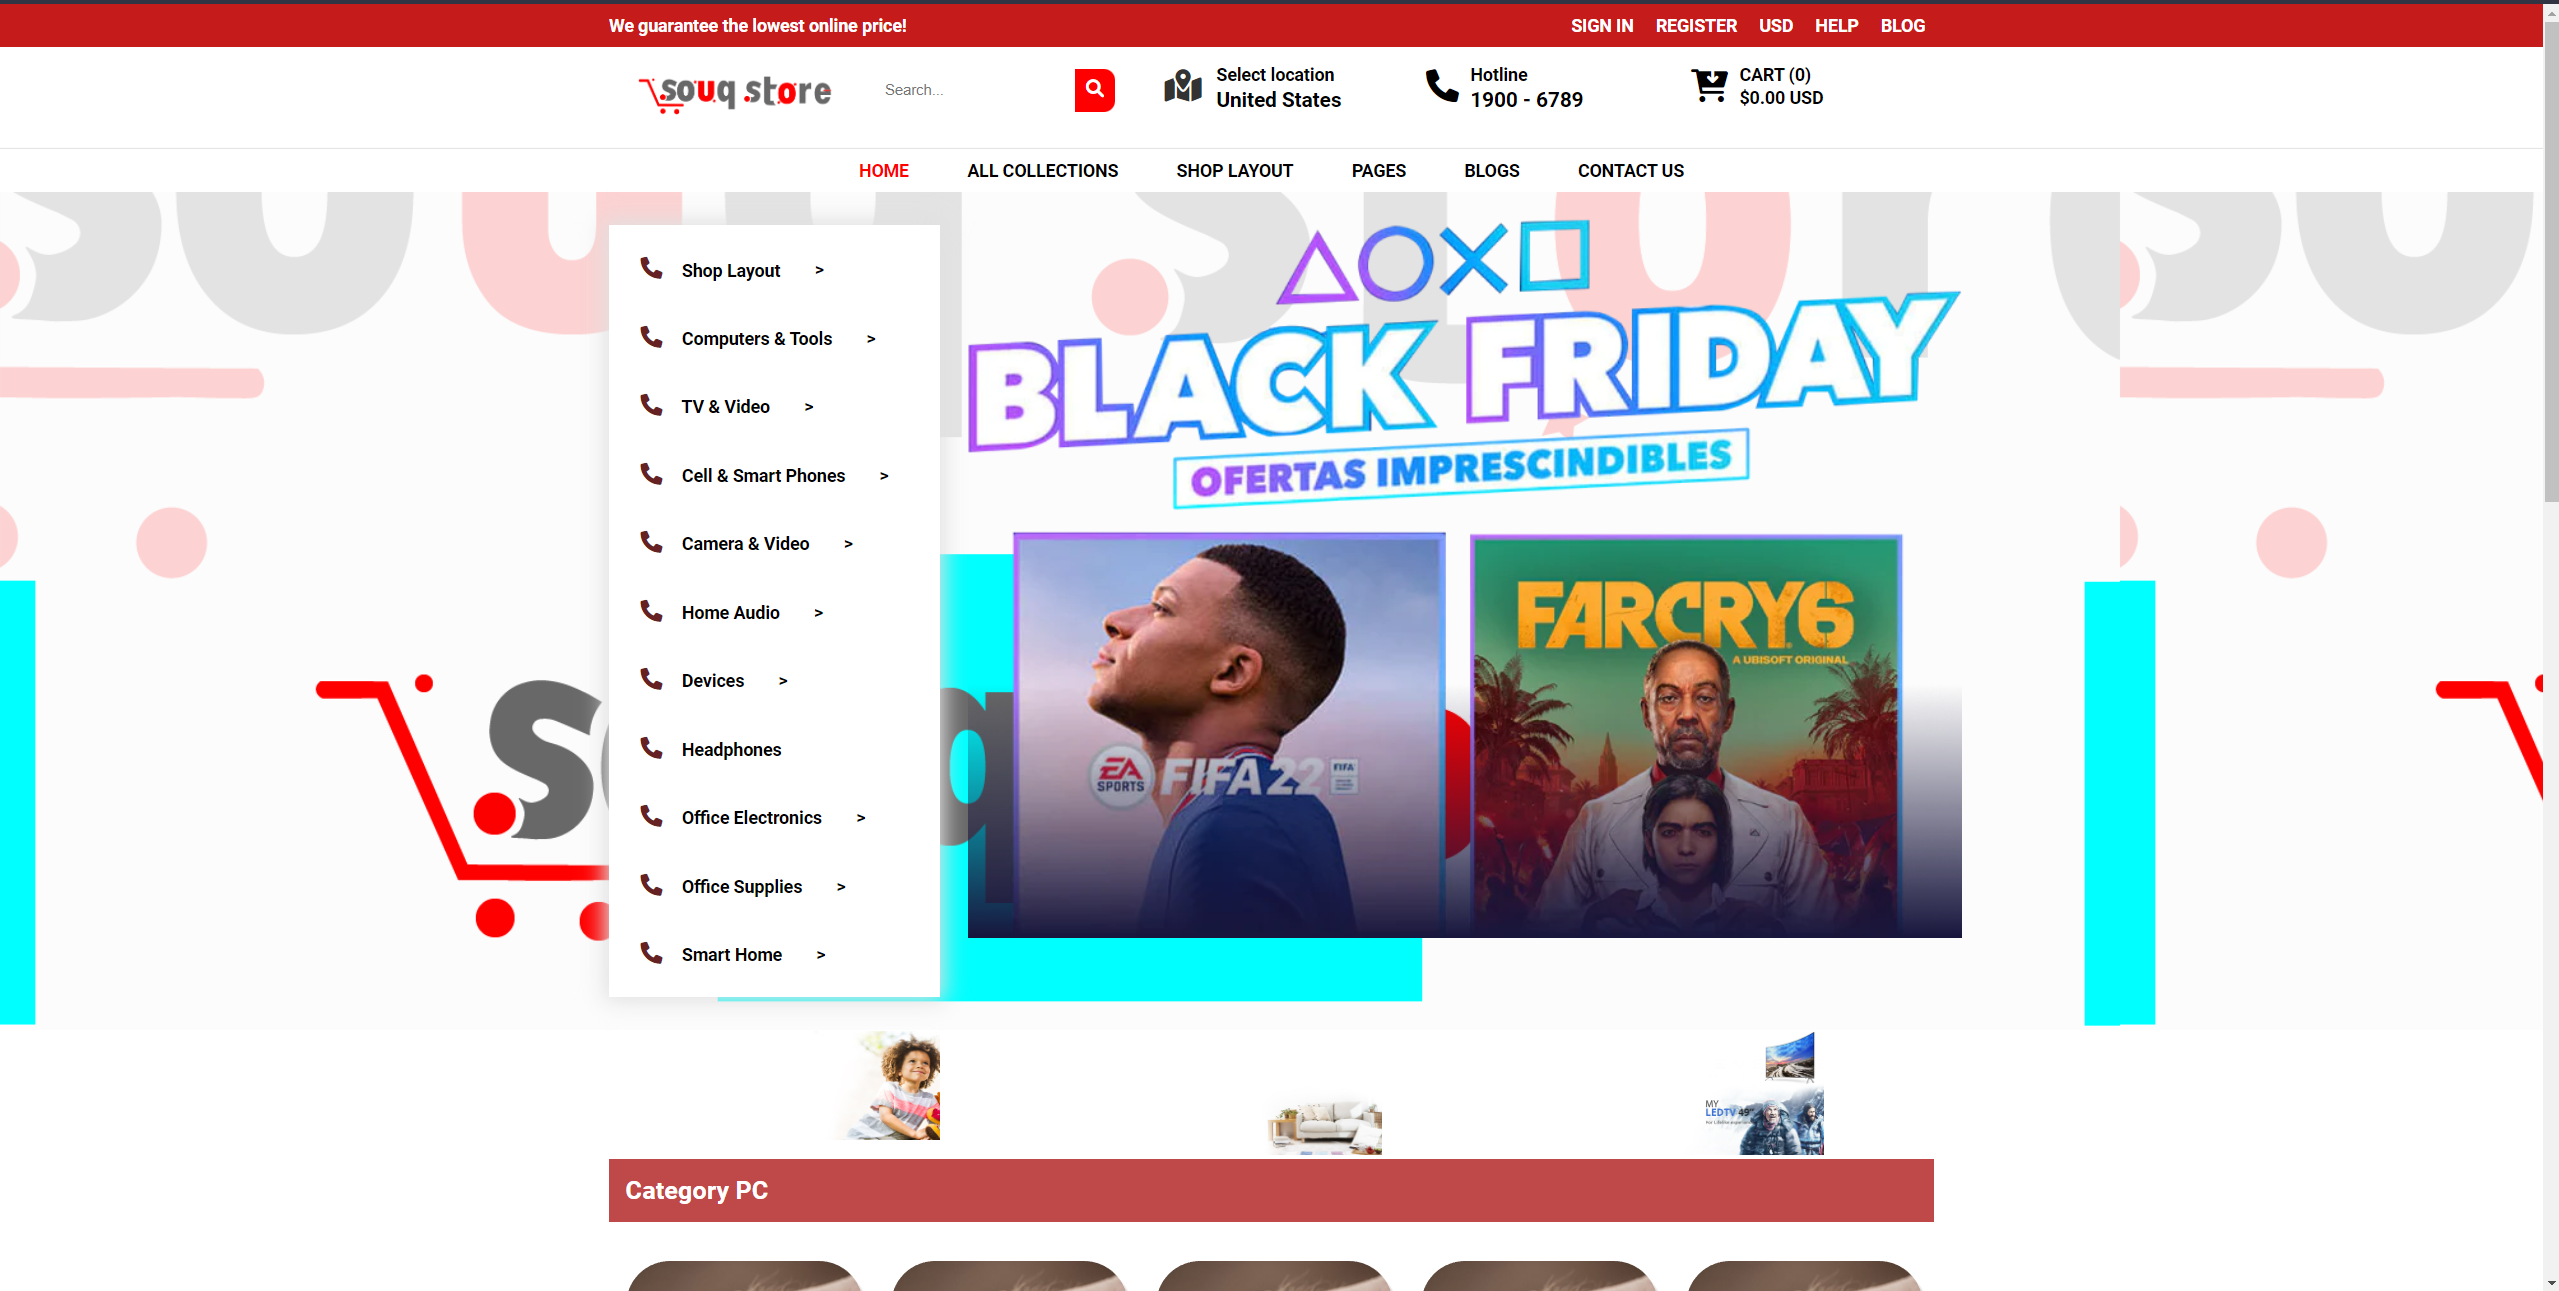 We guarantee the lowest online price!
SIGN IN REGISTER USD HELP BLOG
souq store
Search...
Select location
United States
Hotline
1900 - 6789
CART (0)
$0.00 USD
HOME ALL COLLECTIONS SHOP LAYOUT PAGES BLOGS CONTACT US
Shop Layout >
Computers & Tools >
TV & Video >
Cell & Smart Phones >
Camera & Video >
Home Audio >
Devices >
Headphones
Office Electronics >
Office Supplies >
Smart Home >
BLACK FRIDAY
OFERTAS IMPRESCINDIBLES
EA
SPORTS
FIFA 22
FIFA
FARCRY6
A UBISOFT ORIGINAL
MY
LEDTV 49"
Category PC